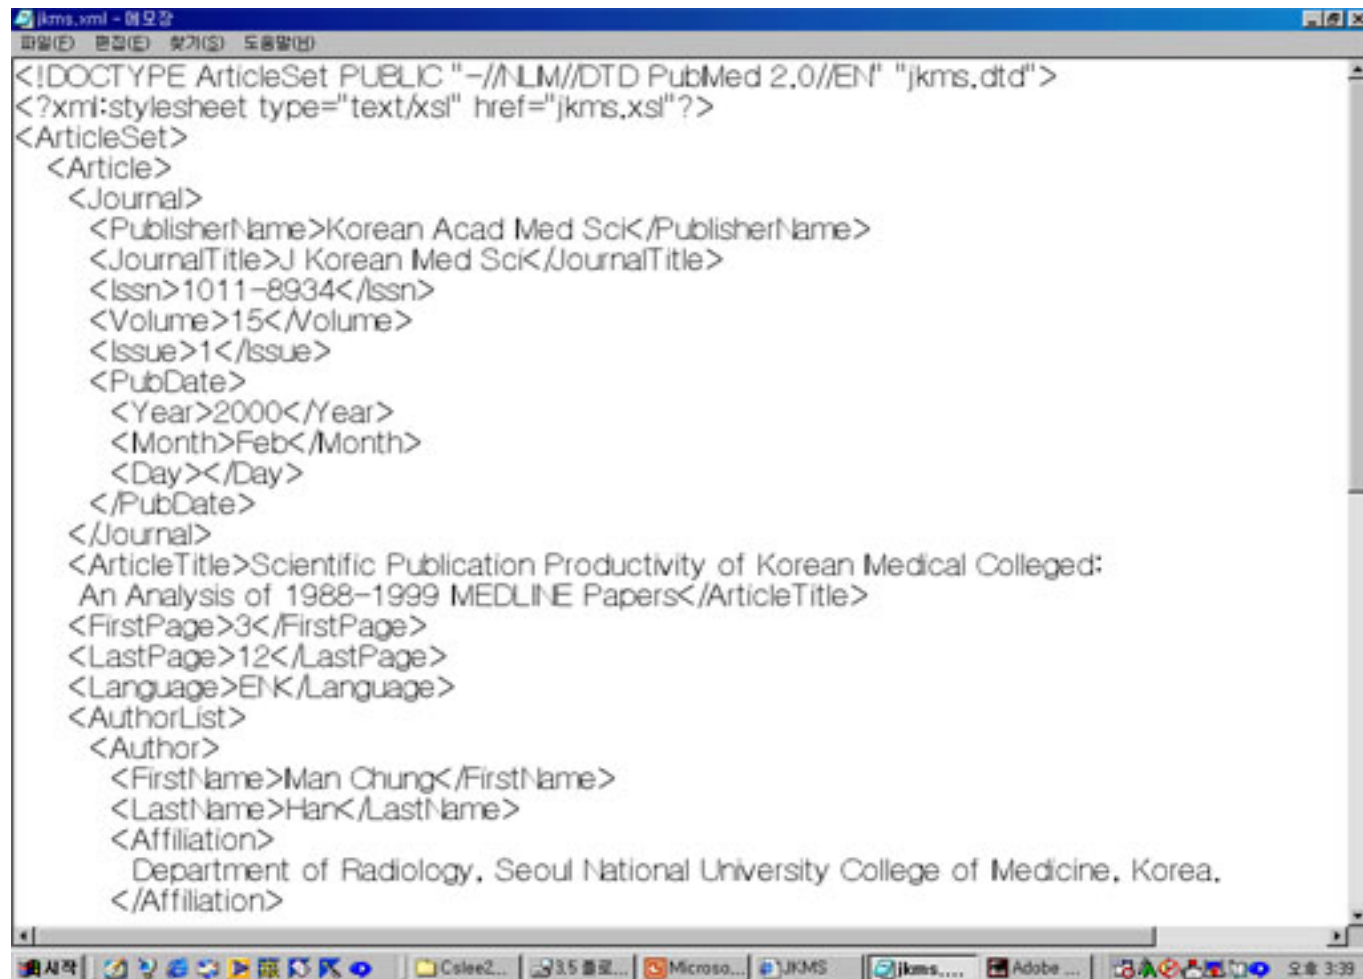 jkms.xml - 메모장
파일(F) 편집(E) 찾기(S) 도움말(H)
<!DOCTYPE ArticleSet PUBLIC "-//NLM//DTD PubMed 2.0//EN" "jkms.dtd">
<?xml:stylesheet type="text/xsl" href="jkms.xsl"?>
<ArticleSet>
<Article>
<Journal>
<PublisherName>Korean Acad Med Sci</PublisherName>
<JournalTitle>J Korean Med Sci</JournalTitle>
<Issn>1011-8934</Issn>
<Volume>15</Volume>
<Issue>1</Issue>
<PubDate>
<Year>2000</Year>
<Month>Feb</Month>
<Day></Day>
</PubDate>
</Journal>
<ArticleTitle>Scientific Publication Productivity of Korean Medical Colleged:
An Analysis of 1988-1999 MEDLINE Papers</ArticleTitle>
<FirstPage>3</FirstPage>
<LastPage>12</LastPage>
<Language>EN</Language>
<AuthorList>
<Author>
<FirstName>Man Chung</FirstName>
<LastName>Han</LastName>
<Affiliation>
Department of Radiology, Seoul National University College of Medicine, Korea.
</Affiliation>
시작 Cslee2... 3.5 플로... Microso... JKMS jkms.... Adobe ... 오후 3:39